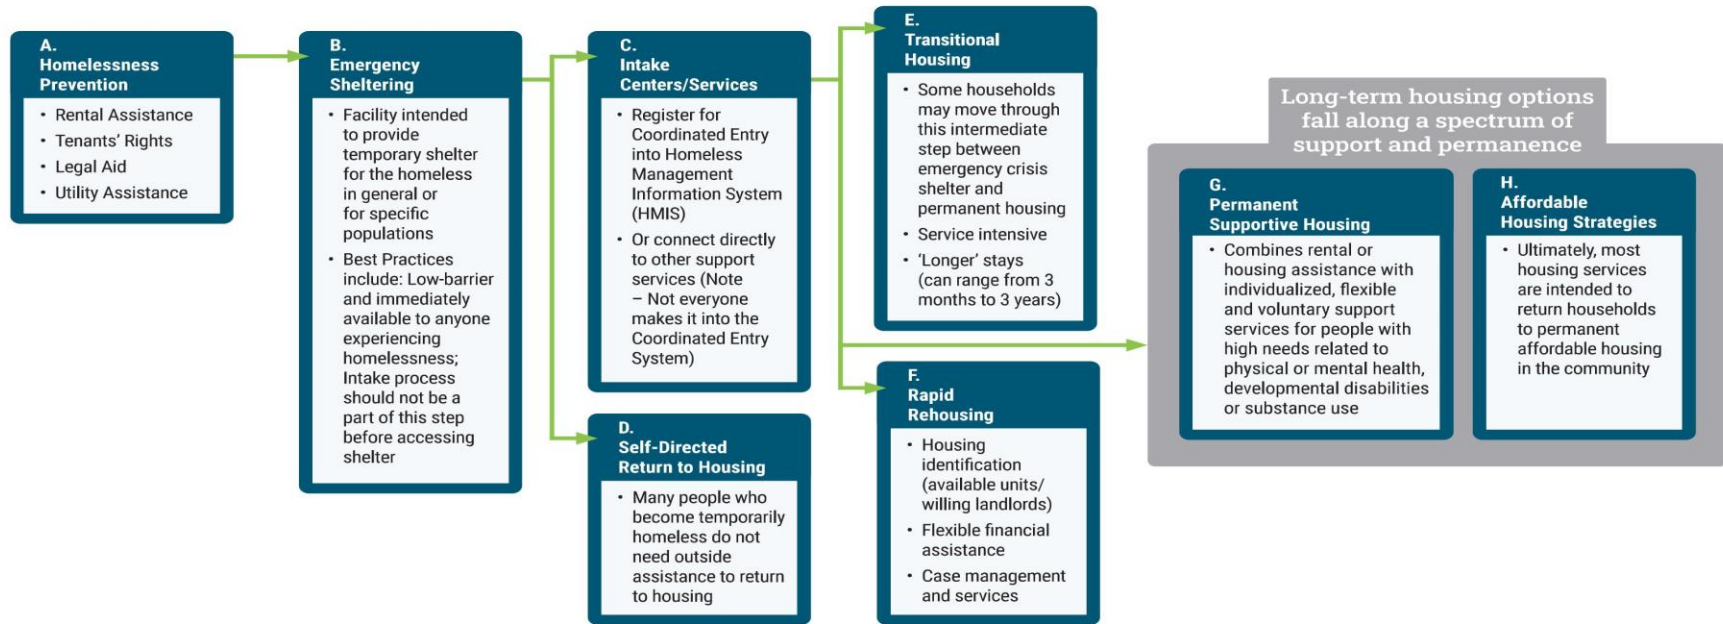 A.
Homelessness
Prevention
• Rental Assistance
• Tenants' Rights
• Legal Aid
• Utility Assistance
B.
Emergency
Sheltering
• Facility intended
to provide
temporary shelter
for the homeless
in general or
for specific
populations
• Best Practices
include: Low-barrier
and immediately
available to anyone
experiencing
homelessness;
Intake process
should not be a
part of this step
before accessing
shelter
C.
Intake
Centers/Services
• Register for
Coordinated Entry
into Homeless
Management
Information System
(HMIS)
• Or connect directly
to other support
services (Note
– Not everyone
makes it into the
Coordinated Entry
System)
D.
Self-Directed
Return to Housing
• Many people who
become temporarily
homeless do not
need outside
assistance to return
to housing
E.
Transitional
Housing
• Some households
may move through
this intermediate
step between
emergency crisis
shelter and
permanent housing
• Service intensive
• 'Longer' stays
(can range from 3
months to 3 years)
F.
Rapid
Rehousing
• Housing
identification
(available units/
willing landlords)
• Flexible financial
assistance
• Case management
and services
Long-term housing options
fall along a spectrum of
support and permanence
G.
Permanent
Supportive Housing
• Combines rental or
housing assistance with
individualized, flexible
and voluntary support
services for people with
high needs related to
physical or mental health,
developmental disabilities
or substance use
H.
Affordable
Housing Strategies
• Ultimately, most
housing services
are intended to
return households
to permanent
affordable housing
in the community